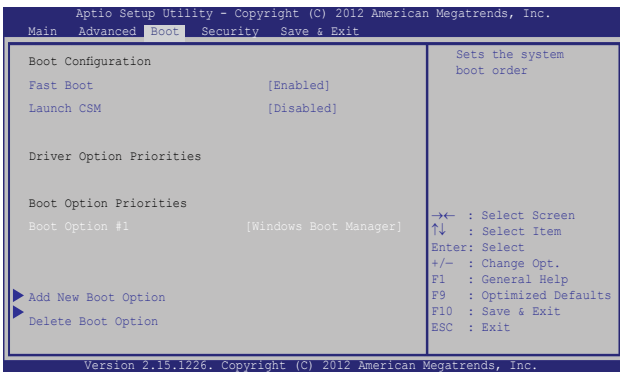 Aptio Setup Utility - Copyright (C) 2012 American Megatrends, Inc.
Main Advanced Boot Security Save & Exit
Boot Configuration
Fast Boot [Enabled]
Launch CSM [Disabled]
Driver Option Priorities
Boot Option Priorities
Boot Option #1 [Windows Boot Manager]
Add New Boot Option
Delete Boot Option
Sets the system
boot order
→← : Select Screen
↑↓ : Select Item
Enter: Select
+/— : Change Opt.
F1 : General Help
F9 : Optimized Defaults
F10 : Save & Exit
ESC : Exit
Version 2.15.1226. Copyright (C) 2012 American Megatrends, Inc.